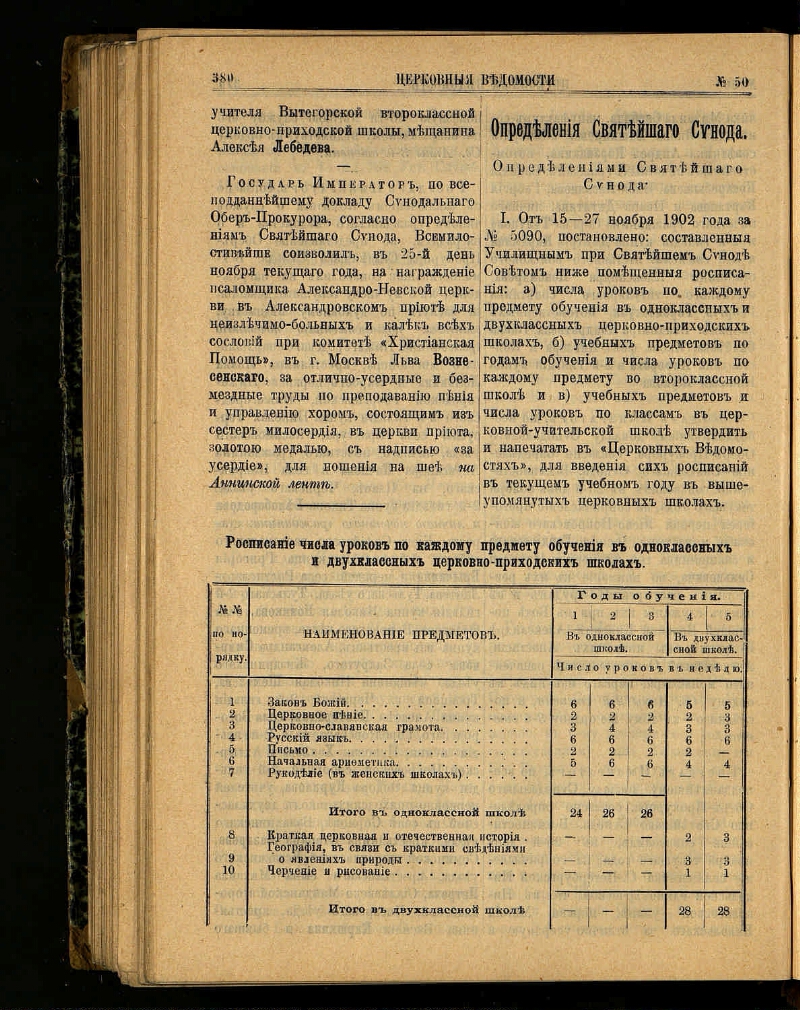 380
ЦЕРКОВНЫЯ ВѢДОМОСТИ
№ 50
учителя Вытегорской второклассной
церковно-приходской школы, мѣщанина
Алексѣя Лебедева.
Государь Императоръ, по все-
подданнѣйшему докладу Сѵнодальнаго
Оберъ-Прокурора, согласно опредѣле-
ніямъ Святѣйшаго Сѵнода, Всемило-
стивѣйше соизволилъ, въ 25-й день
ноября текущаго года, на награжденіе
псаломщика Александро-Невской церк-
ви въ Александровскомъ пріютѣ для
неизлѣчимо-больныхъ и калѣкъ всѣхъ
сословій при комитетѣ «Христіанская
Помощь», въ г. Москвѣ Льва Возне-
сенскаго, за отлично-усердные и без-
мездные труды по преподаванію пѣнія
и управленію хоромъ, состоящимъ изъ
сестеръ милосердія, въ церкви пріюта,
золотою медалью, съ надписью «за
усердіе», для ношенія на шеѣ на
Аннинской лентѣ.
Опредѣленія Святѣйшаго Сѵнода.
Опредѣленіями Святѣйшаго
Сѵнода
I. Отъ 15—27 ноября 1902 года за
№ 5090, постановлено: составленныя
Училищнымъ при Святѣйшемъ Сѵнодѣ
Совѣтомъ ниже помѣщенныя росписа-
нія: а) числа уроковъ по каждому
предмету обученія въ одноклассныхъ и
двухклассныхъ церковно-приходскихъ
школахъ, б) учебныхъ предметовъ по
годамъ обученія и числа уроковъ по
каждому предмету во второклассной
школѣ и в) учебныхъ предметовъ и
числа уроковъ по классамъ въ цер-
ковной-учительской школѣ утвердить
и напечатать въ «Церковныхъ Вѣдомо-
стяхъ», для введенія сихъ росписаній
въ текущемъ учебномъ году въ выше-
упомянутыхъ церковныхъ школахъ.
Росписаніе числа уроковъ по каждому предмету обученія въ одноклассныхъ
и двухклассныхъ церковно-приходскихъ школахъ.
№ №
по по-
рядку.
НАИМЕНОВАНІЕ ПРЕДМЕТОВЪ.
Годы обученія.
1 2 3 4 5
Въ одноклассной
школѣ.
Въ двухклас-
сной школѣ.
Число уроковъ въ недѣлю.
1 Законъ Божій. 6 6 6 5 5
2 Церковное пѣніе. 2 2 2 2 3
3 Церковно-славянская грамота. 3 4 4 3 3
4 Русскій языкъ. 6 6 6 6 6
5 Письмо 2 2 2 2 —
6 Начальная ариѳметика. 5 6 6 4 4
7 Рукодѣліе (въ женскихъ школахъ) — — — — —
Итого въ одноклассной школѣ 24 26 26
8 Краткая церковная и отечественная исторія — — — 2 3
Географія, въ связи съ краткими свѣдѣніями
9 о явленіяхъ природы — — — 3 3
10 Черченіе и рисованіе — — — 1 1
Итого въ двухклассной школѣ — — — 28 28